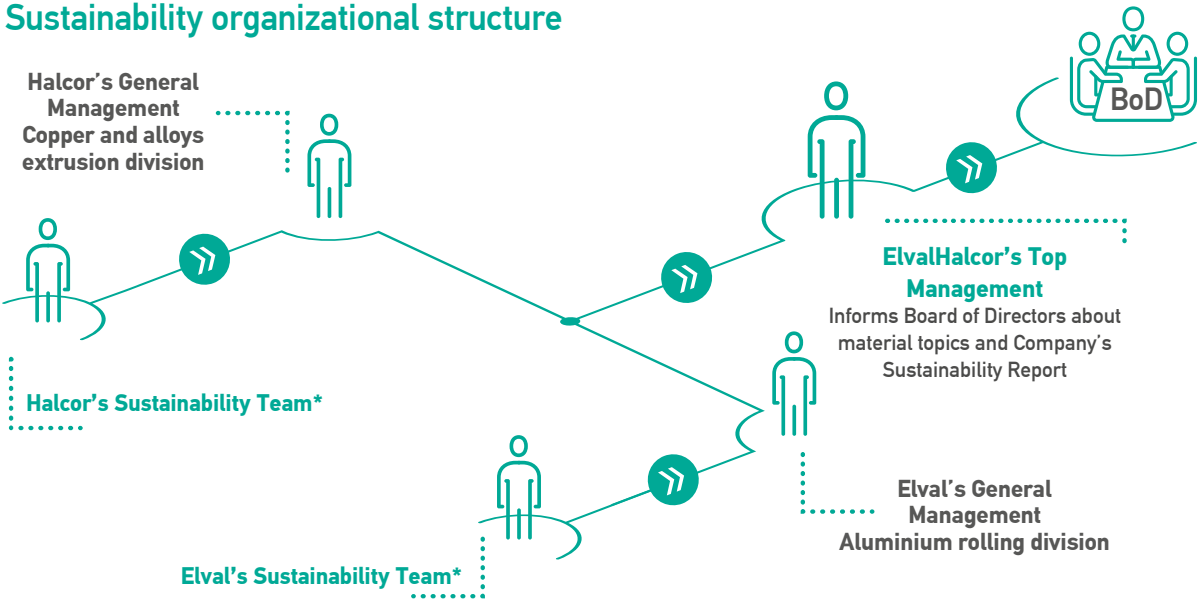 Sustainability organizational structure
Halcor’s General
Management
Copper and alloys
extrusion division
BoD
ElvalHalcor’s Top
Management
Informs Board of Directors about
material topics and Company’s
Sustainability Report
Halcor’s Sustainability Team*
Elval’s General
Management
Aluminium rolling division
Elval’s Sustainability Team*